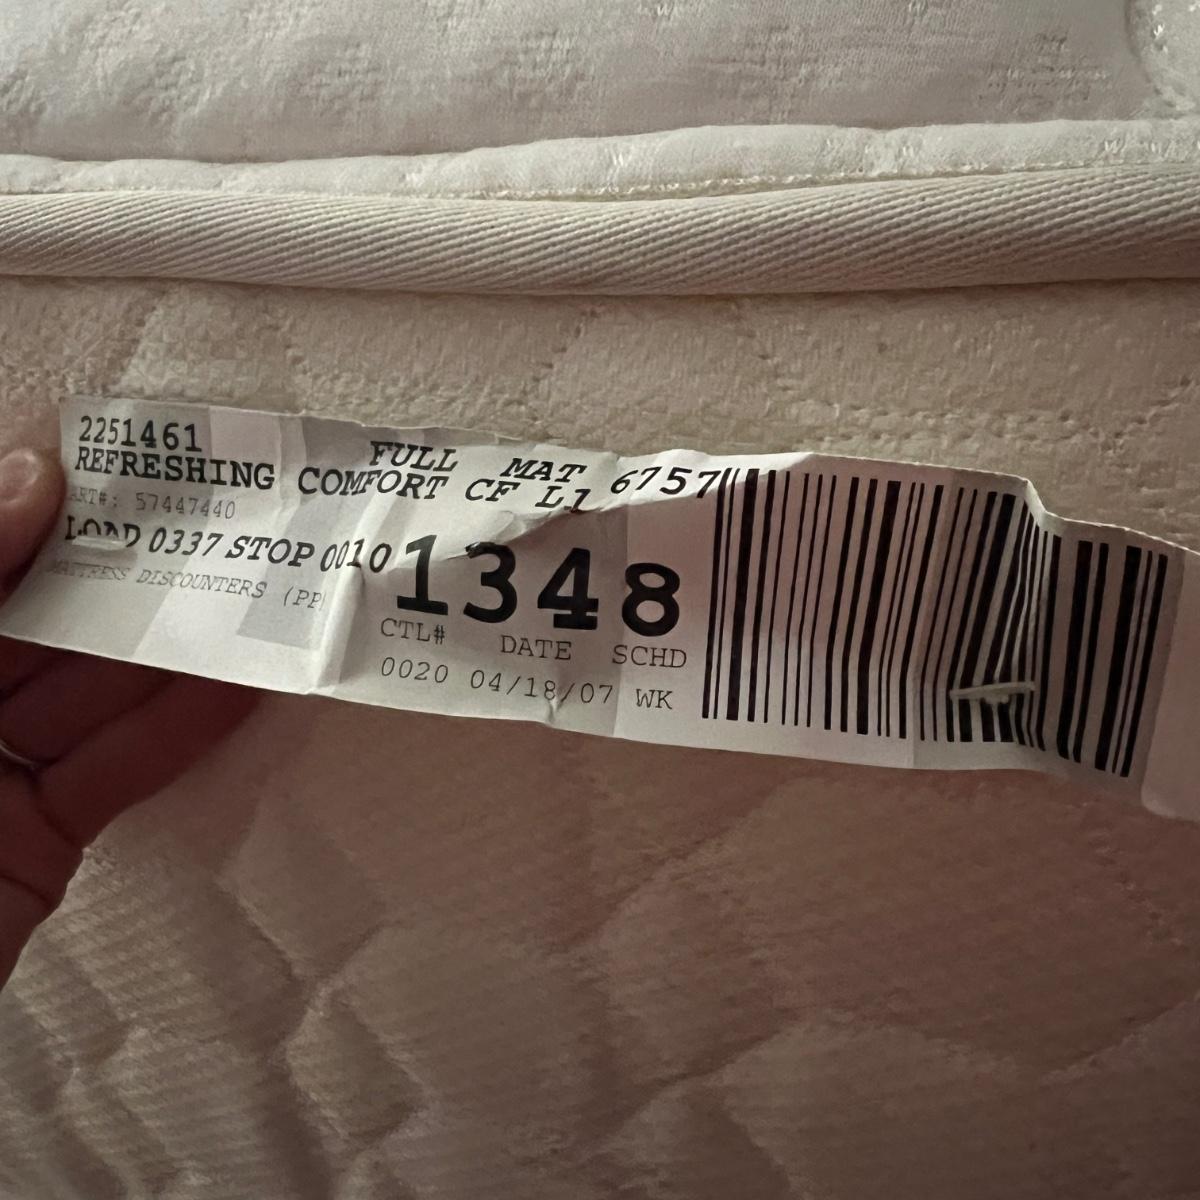 2251461 FULL MAT 6757
REFRESHING COMFORT CF L1
ART#: 57447440
LOAD 0337 STOP 0010
MATTRESS DISCOUNTERS (PP
1348
CTL# DATE SCHD
0020 04/18/07 WK